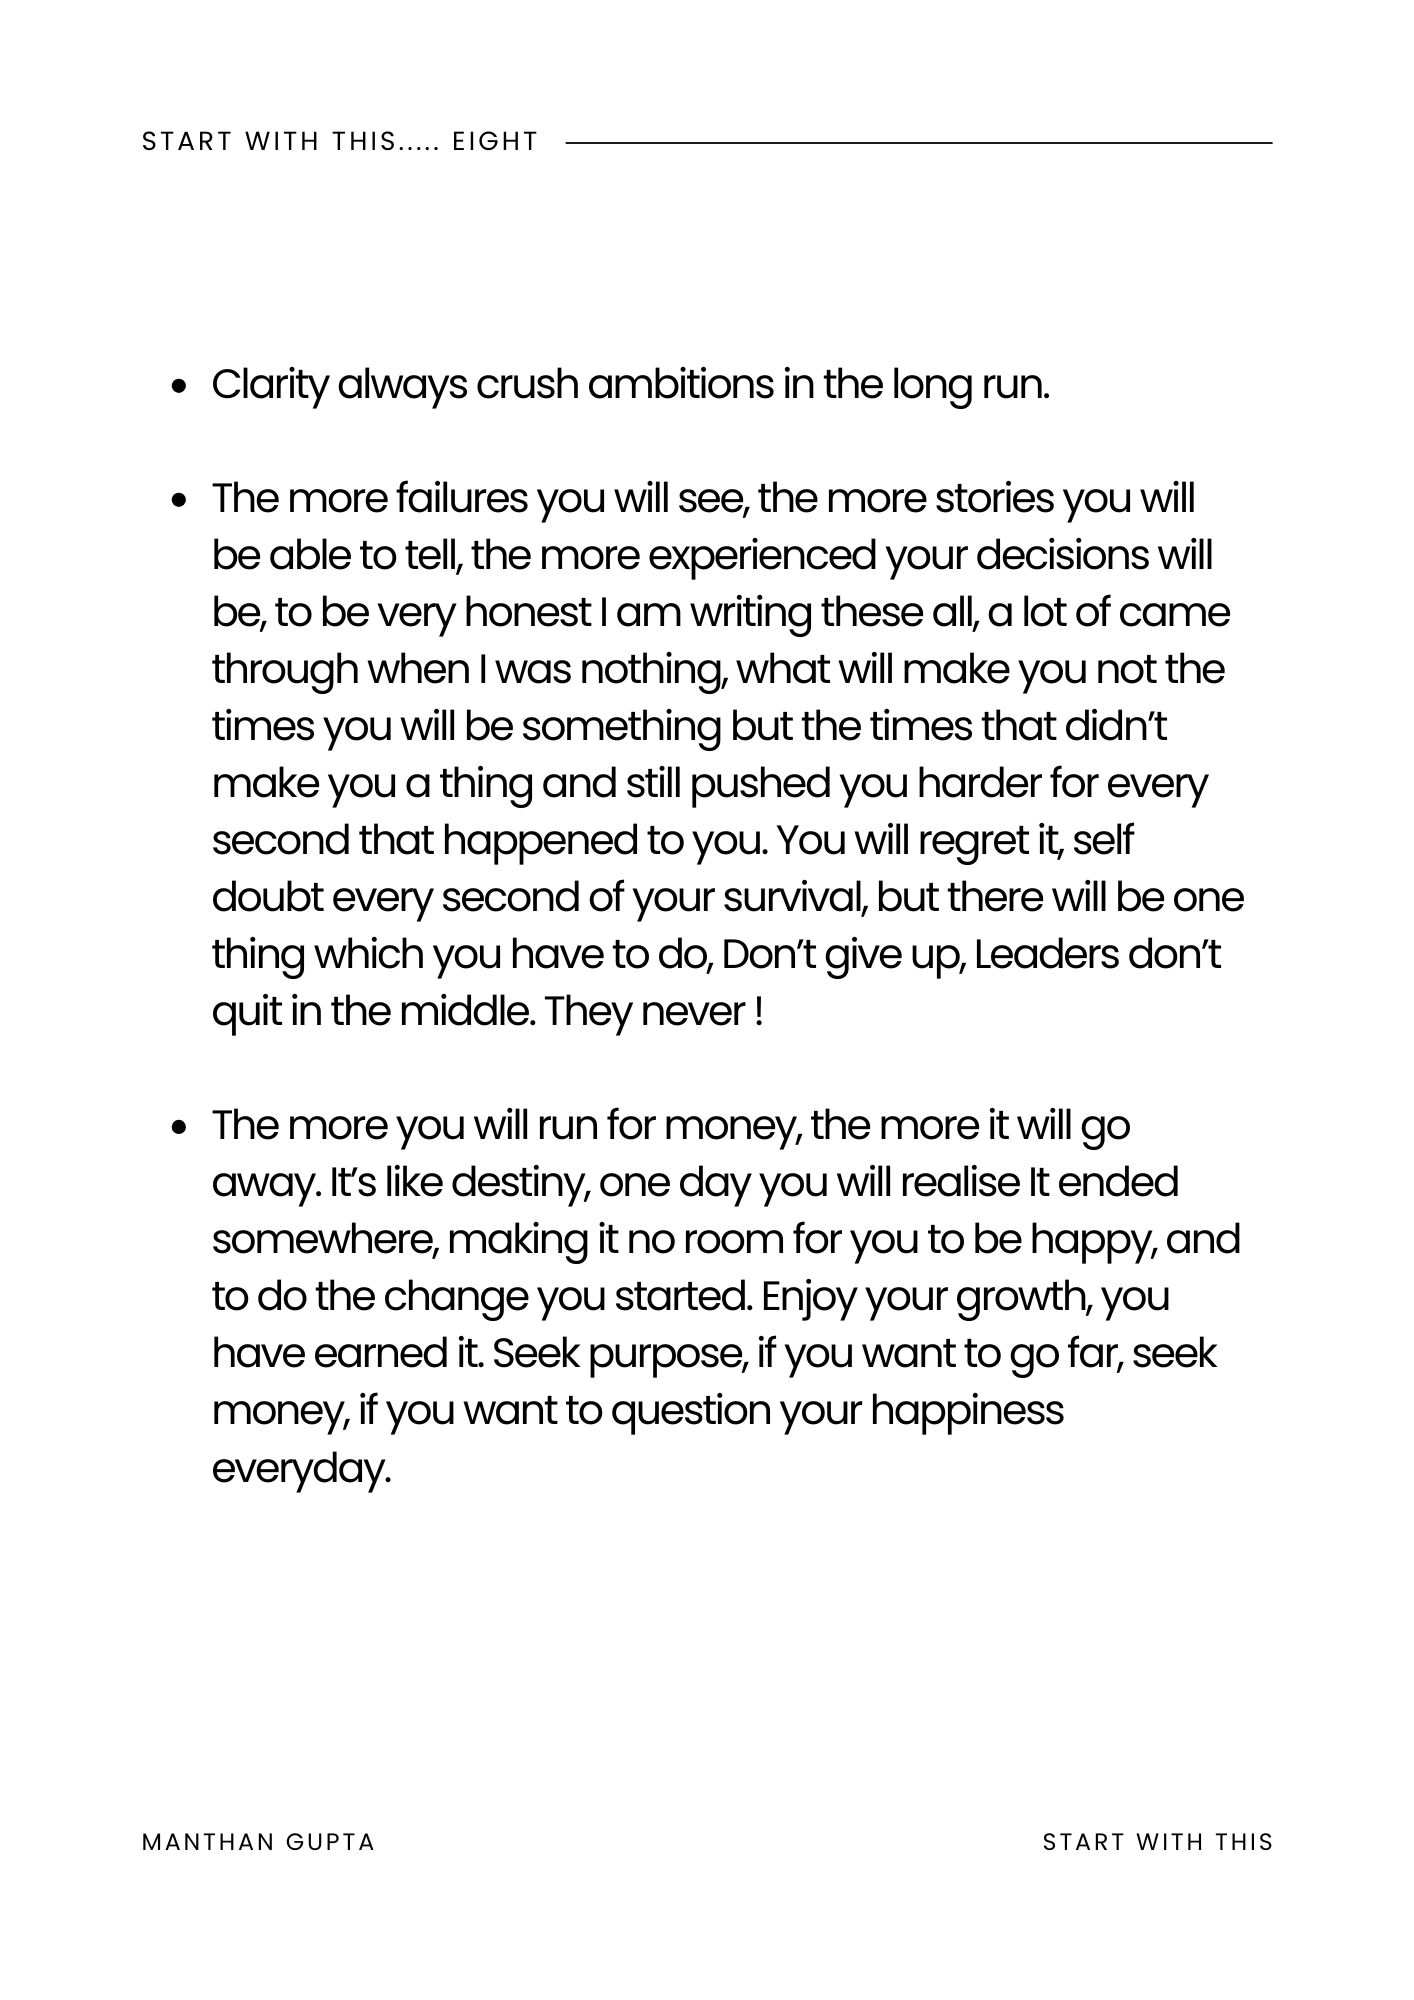 START WITH THIS..... EIGHT
• Clarity always crush ambitions in the long run.
• The more failures you will see, the more stories you will
be able to tell, the more experienced your decisions will
be, to be very honest I am writing these all, a lot of came
through when I was nothing, what will make you not the
times you will be something but the times that didn’t
make you a thing and still pushed you harder for every
second that happened to you. You will regret it, self
doubt every second of your survival, but there will be one
thing which you have to do, Don’t give up, Leaders don’t
quit in the middle. They never !
• The more you will run for money, the more it will go
away. It’s like destiny, one day you will realise It ended
somewhere, making it no room for you to be happy, and
to do the change you started. Enjoy your growth, you
have earned it. Seek purpose, if you want to go far, seek
money, if you want to question your happiness
everyday.
MANTHAN GUPTA
START WITH THIS